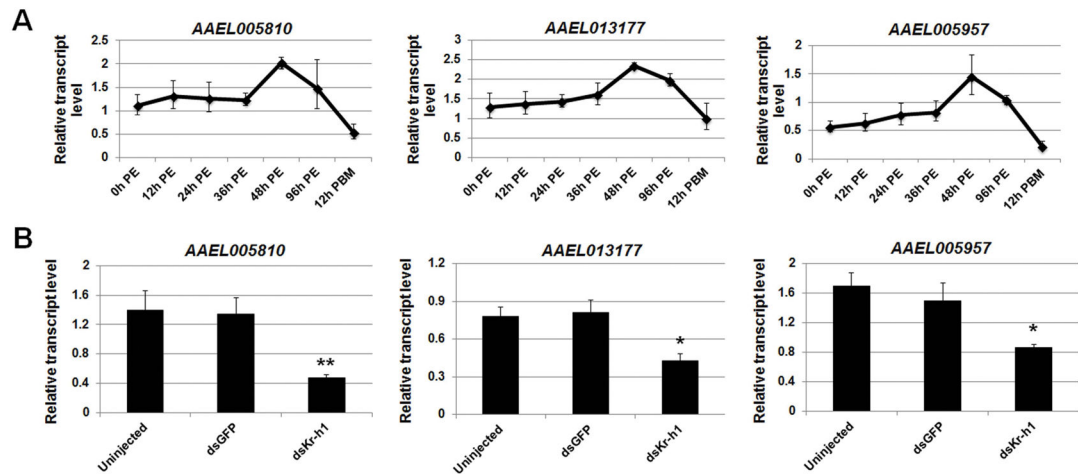 A
AAEL005810
Relative transcript level
2.5
2
1.5
1
0.5
0
0h PE
12h PE
24h PE
36h PE
48h PE
96h PE
12h PBM
AAEL013177
Relative transcript level
3
2.5
2
1.5
1
0.5
0
0h PE
12h PE
24h PE
36h PE
48h PE
96h PE
12h PBM
AAEL005957
Relative transcript level
2
1.5
1
0.5
0
0h PE
12h PE
24h PE
36h PE
48h PE
96h PE
12h PBM
B
AAEL005810
Relative transcript level
2
1.6
1.2
0.8
0.4
0
**
Uninjected
dsGFP
dsKr-h1
AAEL013177
Relative transcript level
1.2
0.9
0.6
0.3
0
*
Uninjected
dsGFP
dsKr-h1
AAEL005957
Relative transcript level
2
1.6
1.2
0.8
0.4
0
*
Uninjected
dsGFP
dsKr-h1